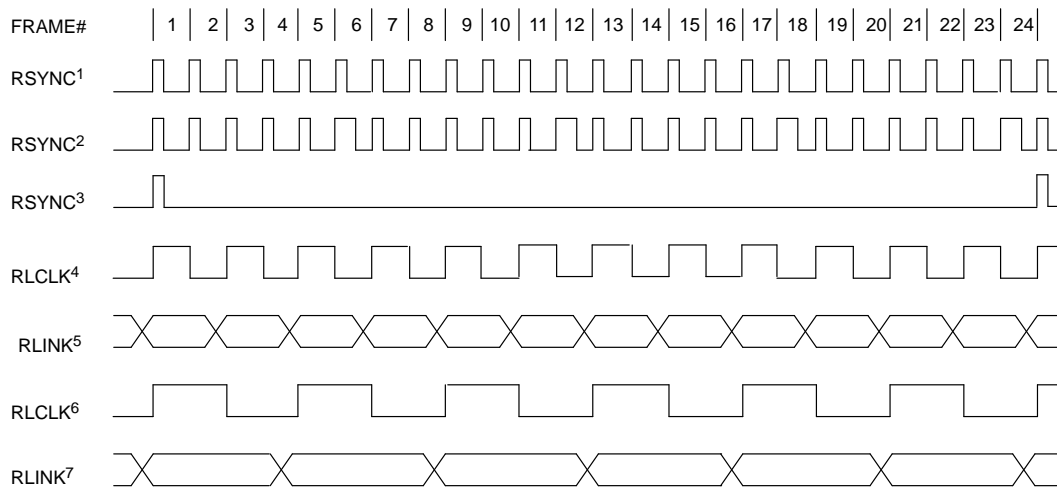 FRAME# 1 2 3 4 5 6 7 8 9 10 11 12 13 14 15 16 17 18 19 20 21 22 23 24
RSYNC1
RSYNC2
RSYNC3
RLCLK4
RLINK5
RLCLK6
RLINK7